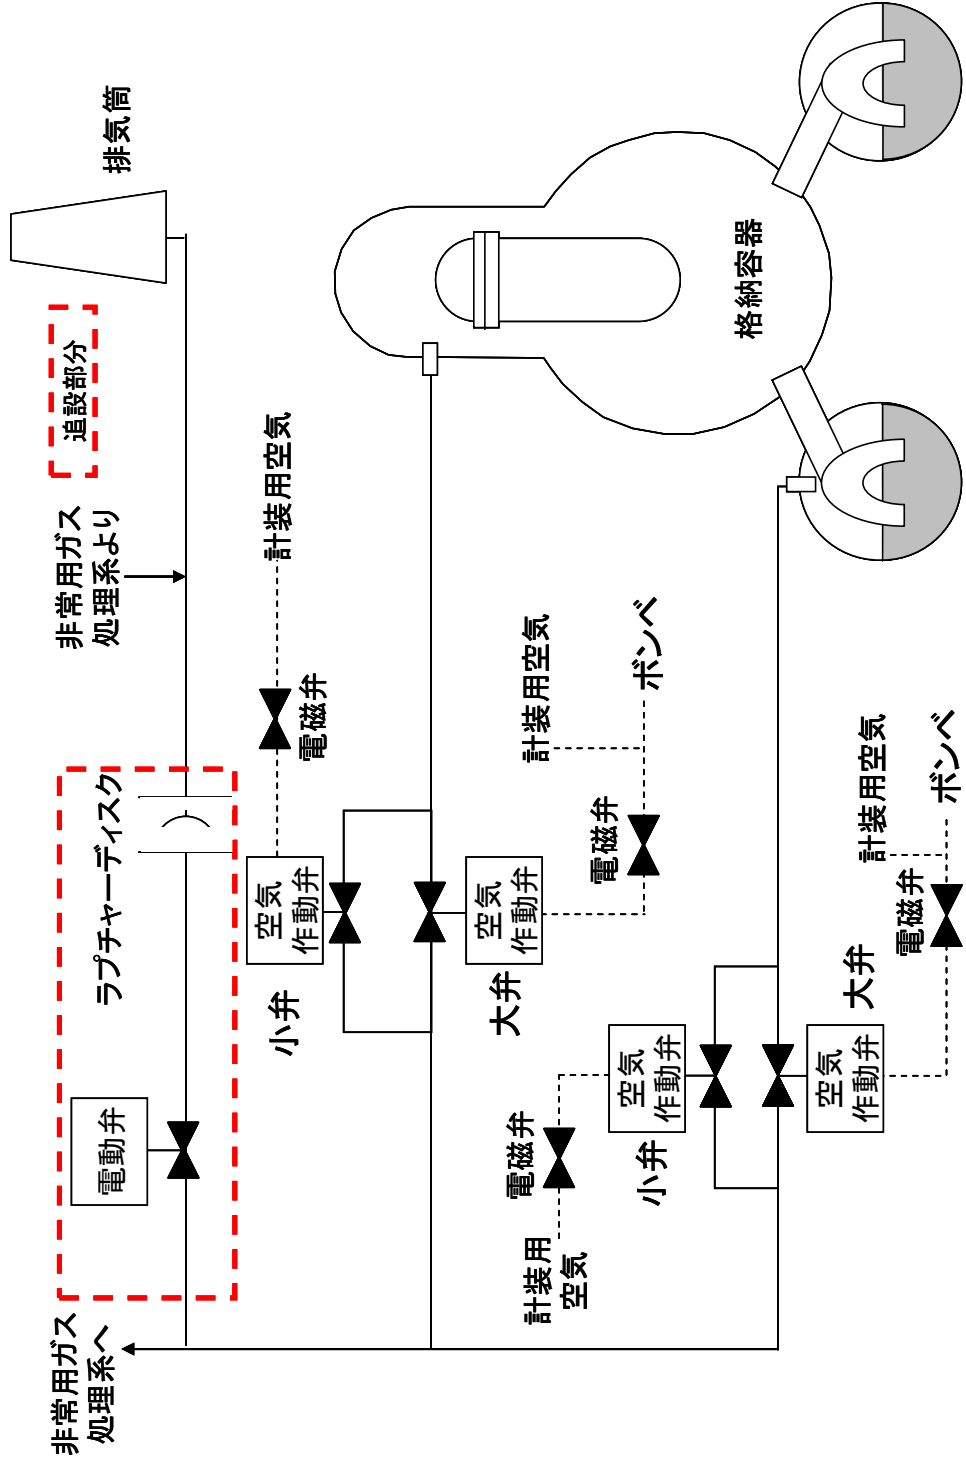 非常用ガス
処理系へ
電動弁
ラプチャーディスク
非常用ガス
処理系より
追設部分
排気筒
小弁
空気
作動弁
電磁弁
計装用空気
大弁
空気
作動弁
電磁弁
計装用空気
ボンベ
計装用
空気
電磁弁
小弁
空気
作動弁
大弁
空気
作動弁
電磁弁
計装用空気
ボンベ
格納容器